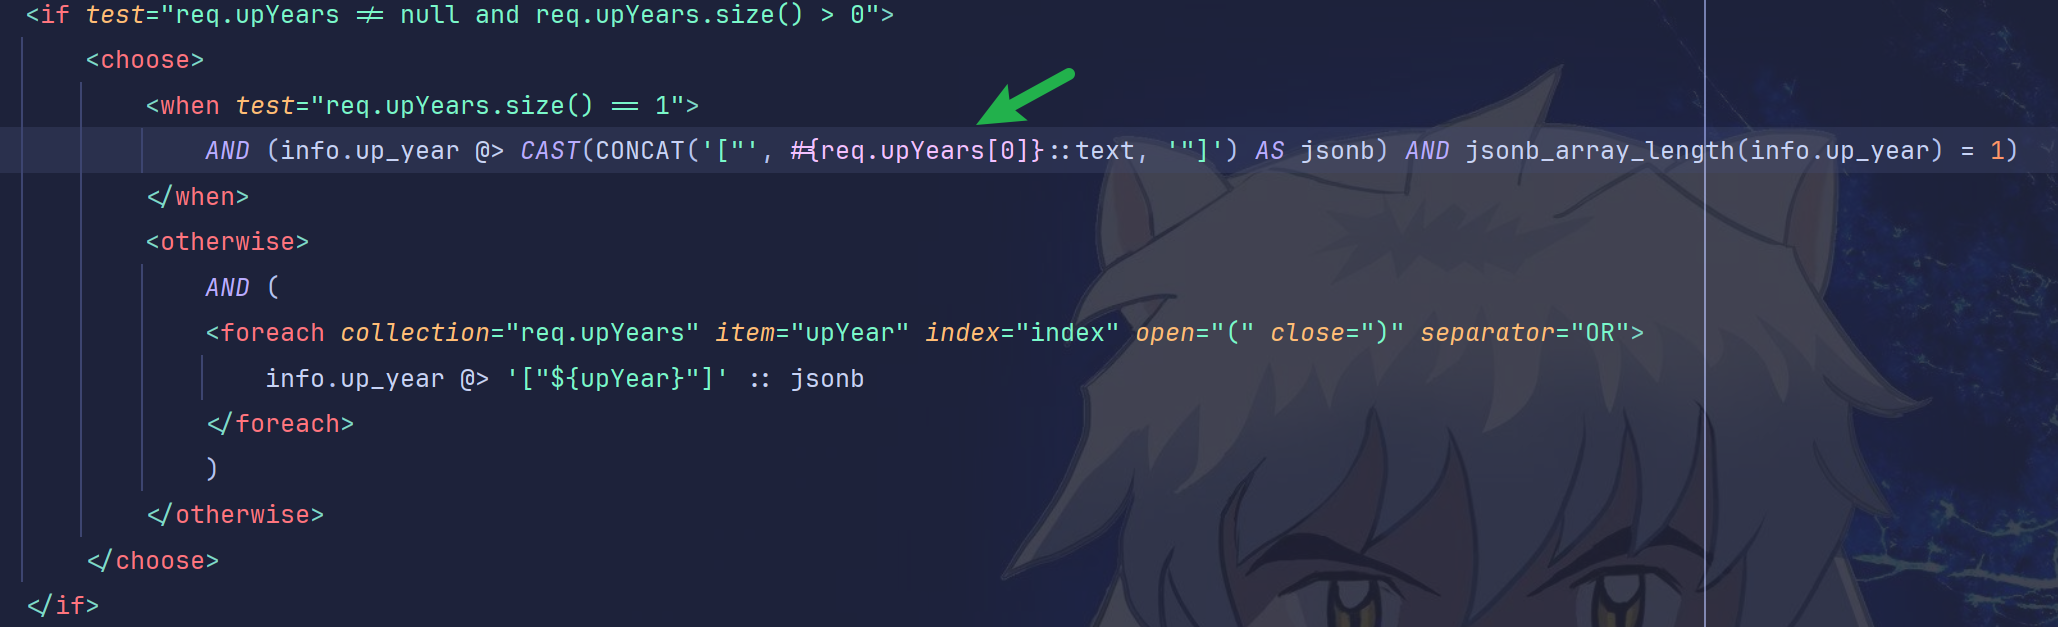 <if test="req.upYears != null and req.upYears.size() > 0">
<choose>
<when test="req.upYears.size() == 1">
AND (info.up_year @> CAST(CONCAT('["', #{req.upYears[0]}::text, '"]') AS jsonb) AND jsonb_array_length(info.up_year) = 1)
</when>
<otherwise>
AND (
<foreach collection="req.upYears" item="upYear" index="index" open="(" close=")" separator="OR">
info.up_year @> '["${upYear}"]' :: jsonb
</foreach>
)
</otherwise>
</choose>
</if>